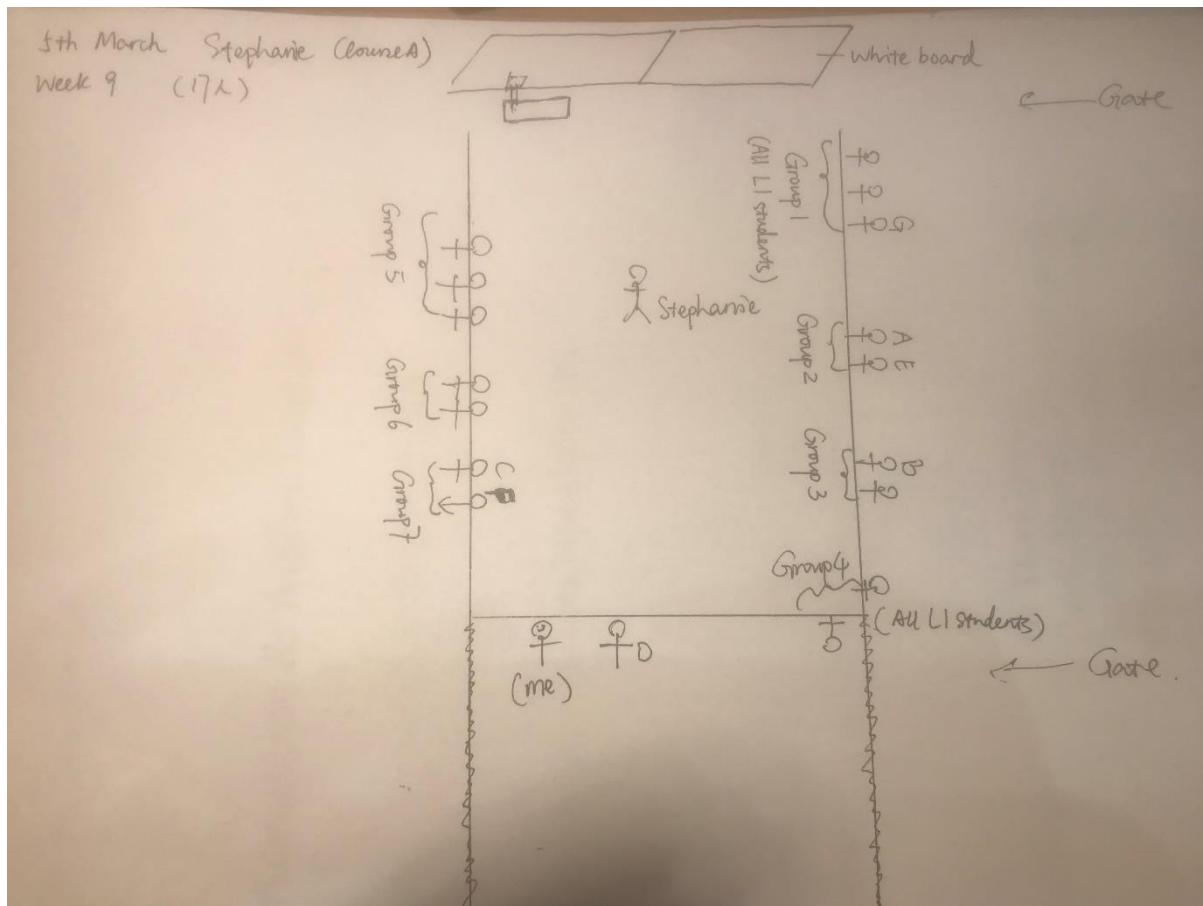 5th March Stephanie (Course A)
Week 9 (17人)
White board
Gate
Group 1
(All L1 students)
G
Group 5
Stephanie
Group 2
A
E
Group 6
Group 3
B
C
Group 7
Group 4
(All L1 students)
(me)
D
Gate.